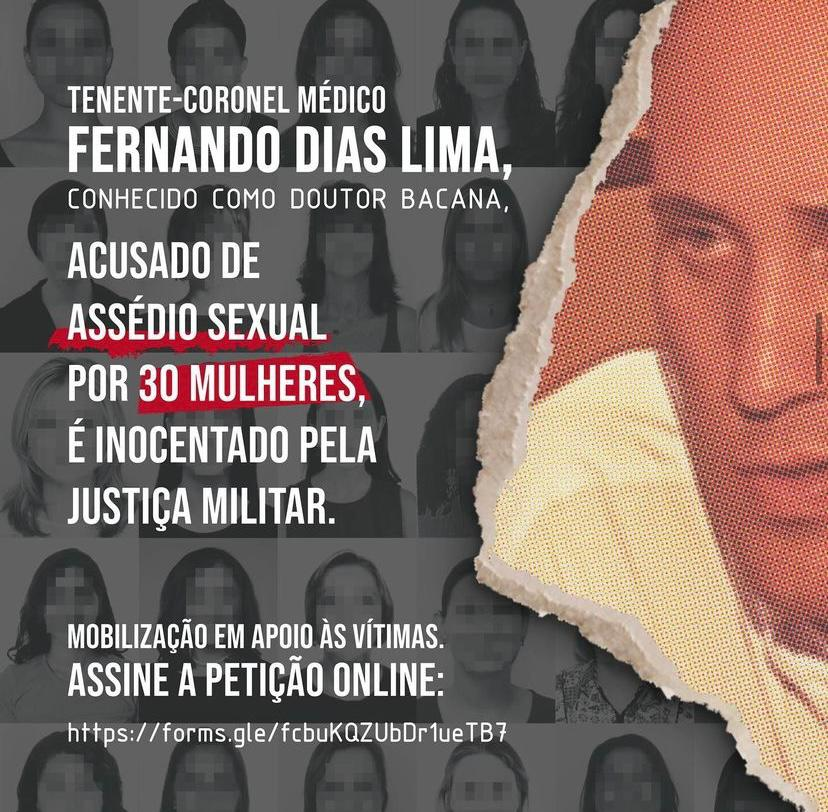 TENENTE-CORONEL MÉDICO
FERNANDO DIAS LIMA,
CONHECIDO COMO DOUTOR BACANA,
ACUSADO DE
ASSÉDIO SEXUAL
POR 30 MULHERES,
É INOCENTADO PELA
JUSTIÇA MILITAR.
MOBILIZAÇÃO EM APOIO ÀS VÍTIMAS.
ASSINE A PETIÇÃO ONLINE:
https://forms.gle/fcbuKQZUbDr1ueTB7